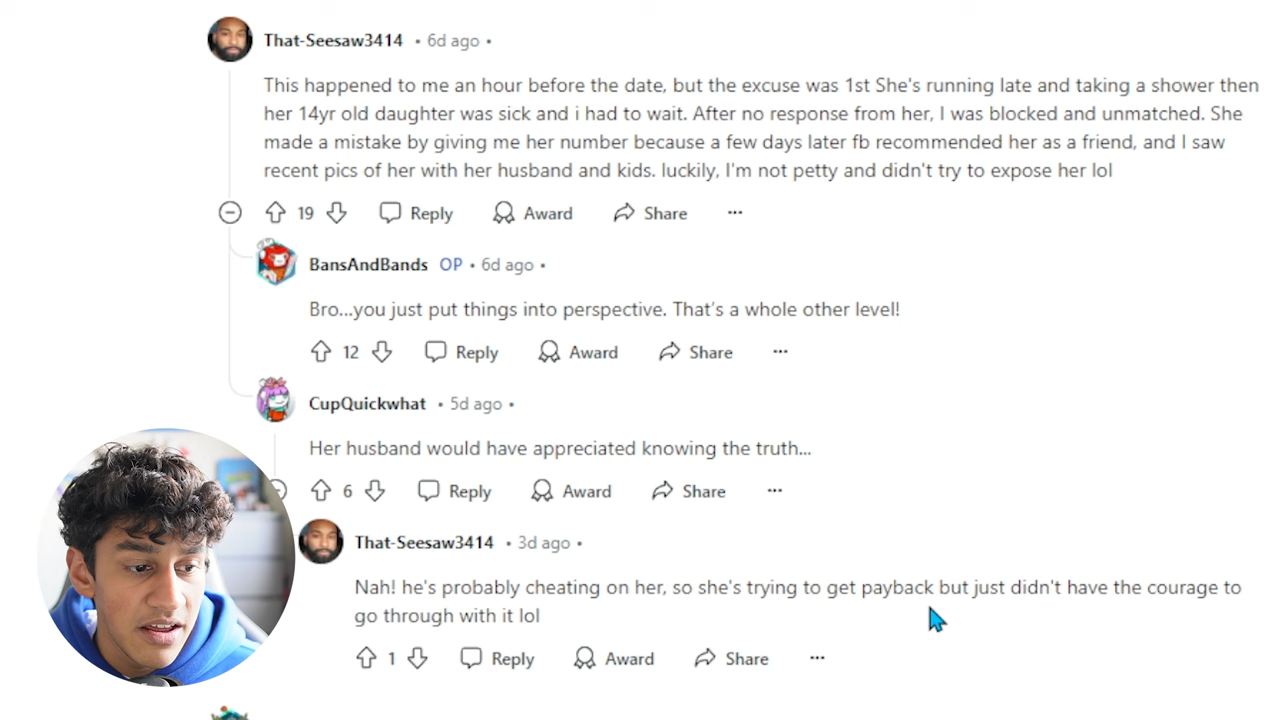 That-Seesaw3414 • 6d ago •
This happened to me an hour before the date, but the excuse was 1st She's running late and taking a shower then
her 14yr old daughter was sick and i had to wait. After no response from her, I was blocked and unmatched. She
made a mistake by giving me her number because a few days later fb recommended her as a friend, and I saw
recent pics of her with her husband and kids. luckily, I'm not petty and didn't try to expose her lol
19 Reply Award Share ...
BansAndBands OP • 6d ago •
Bro...you just put things into perspective. That's a whole other level!
12 Reply Award Share ...
CupQuickwhat • 5d ago •
Her husband would have appreciated knowing the truth...
6 Reply Award Share ...
That-Seesaw3414 • 3d ago •
Nah! he's probably cheating on her, so she's trying to get payback but just didn't have the courage to
go through with it lol
1 Reply Award Share ...